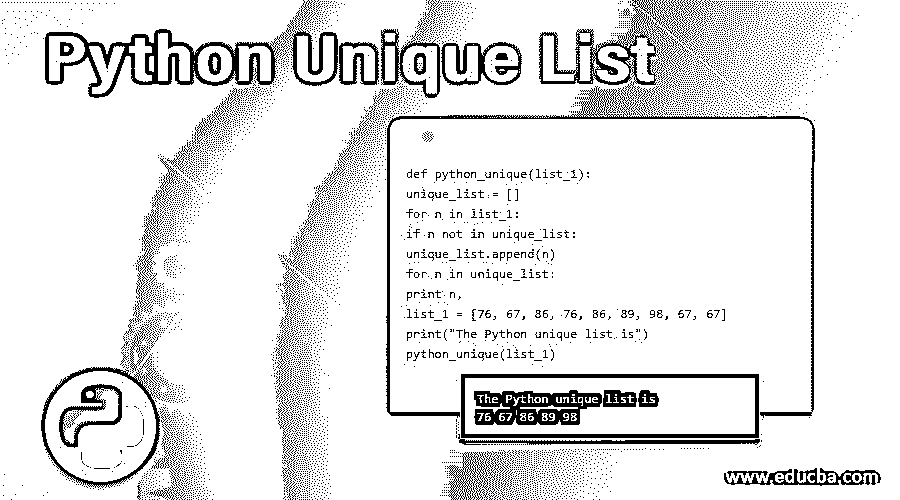 Python Unique List
def python_unique(list_1):
unique_list = []
for n in list_1:
if n not in unique_list:
unique_list.append(n)
for n in unique_list:
print n,
list_1 = [76, 67, 86, 76, 86, 89, 98, 67, 67]
print("The Python unique list is")
python_unique(list_1)
The Python unique list is
76 67 86 89 98
www.educba.com